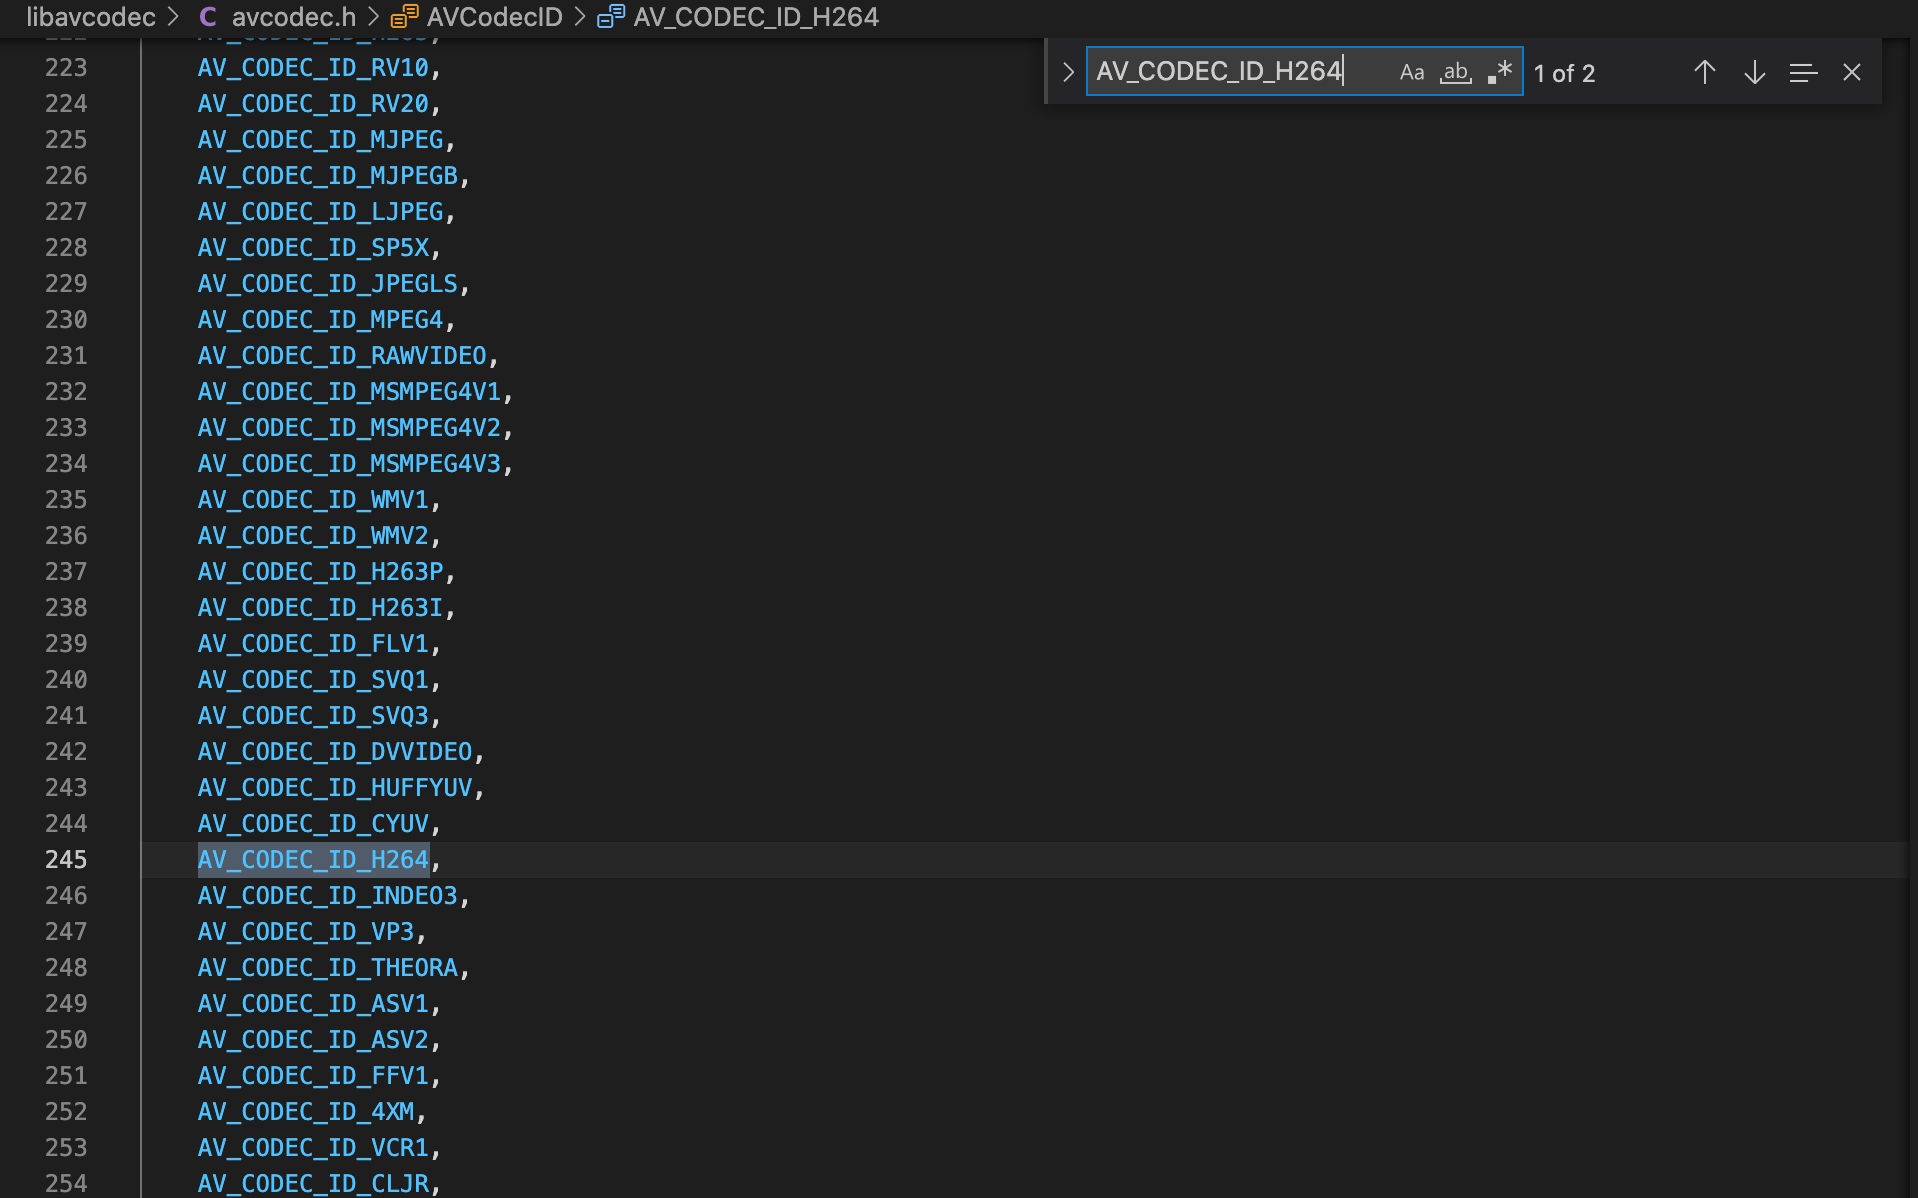 libavcodec > C avcodec.h > AVCodecID > AV_CODEC_ID_H264
AV_CODEC_ID_H264 Aa ab .* 1 of 2
223 AV_CODEC_ID_RV10,
224 AV_CODEC_ID_RV20,
225 AV_CODEC_ID_MJPEG,
226 AV_CODEC_ID_MJPEGB,
227 AV_CODEC_ID_LJPEG,
228 AV_CODEC_ID_SP5X,
229 AV_CODEC_ID_JPEGLS,
230 AV_CODEC_ID_MPEG4,
231 AV_CODEC_ID_RAWVIDEO,
232 AV_CODEC_ID_MSMPEG4V1,
233 AV_CODEC_ID_MSMPEG4V2,
234 AV_CODEC_ID_MSMPEG4V3,
235 AV_CODEC_ID_WMV1,
236 AV_CODEC_ID_WMV2,
237 AV_CODEC_ID_H263P,
238 AV_CODEC_ID_H263I,
239 AV_CODEC_ID_FLV1,
240 AV_CODEC_ID_SVQ1,
241 AV_CODEC_ID_SVQ3,
242 AV_CODEC_ID_DVVIDEO,
243 AV_CODEC_ID_HUFFYUV,
244 AV_CODEC_ID_CYUV,
245 AV_CODEC_ID_H264,
246 AV_CODEC_ID_INDEO3,
247 AV_CODEC_ID_VP3,
248 AV_CODEC_ID_THEORA,
249 AV_CODEC_ID_ASV1,
250 AV_CODEC_ID_ASV2,
251 AV_CODEC_ID_FFV1,
252 AV_CODEC_ID_4XM,
253 AV_CODEC_ID_VCR1,
254 AV_CODEC_ID_CLJR,